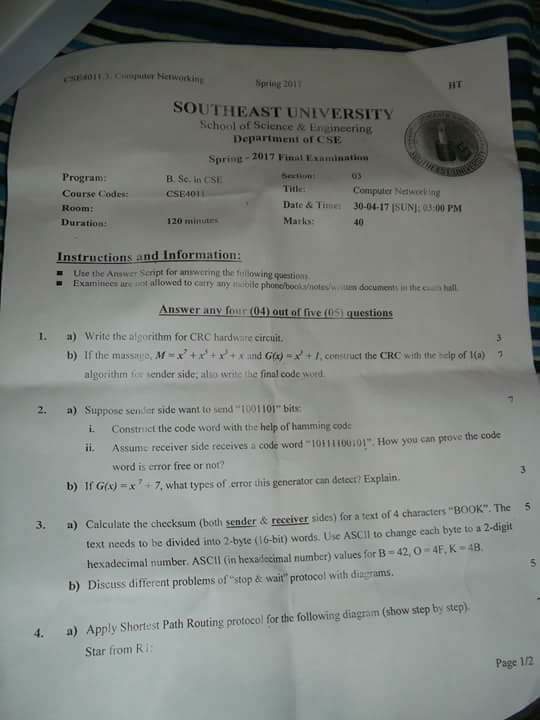 CSE4011.3, Computer Networking Spring 2017 HT
SOUTHEAST UNIVERSITY
School of Science & Engineering
Department of CSE
Spring - 2017 Final Examination
Program: B. Sc. in CSE Section: 03
Course Codes: CSE4011 Title: Computer Networking
Room: Date & Time: 30-04-17 [SUN]; 03:00 PM
Duration: 120 minutes Marks: 40
Instructions and Information:
Use the Answer Script for answering the following questions.
Examinees are not allowed to carry any mobile phone/books/notes/written documents in the exam hall.
Answer any four (04) out of five (05) questions
1. a) Write the algorithm for CRC hardware circuit. 3
b) If the massage, M = x⁷ + x⁵ + x³ + x and G(x) = x³ + 1, construct the CRC with the help of 1(a) 7
algorithm for sender side; also write the final code word.
2. a) Suppose sender side want to send "1001101" bits: 7
i. Construct the code word with the help of hamming code
ii. Assume receiver side receives a code word "10111100101". How you can prove the code
word is error free or not?
b) If G(x) = x⁷ + 7, what types of error this generator can detect? Explain. 3
3. a) Calculate the checksum (both sender & receiver sides) for a text of 4 characters "BOOK". The 5
text needs to be divided into 2-byte (16-bit) words. Use ASCII to change each byte to a 2-digit
hexadecimal number. ASCII (in hexadecimal number) values for B = 42, O = 4F, K = 4B.
b) Discuss different problems of "stop & wait" protocol with diagrams. 5
4. a) Apply Shortest Path Routing protocol for the following diagram (show step by step).
Star from R1:
Page 1/2